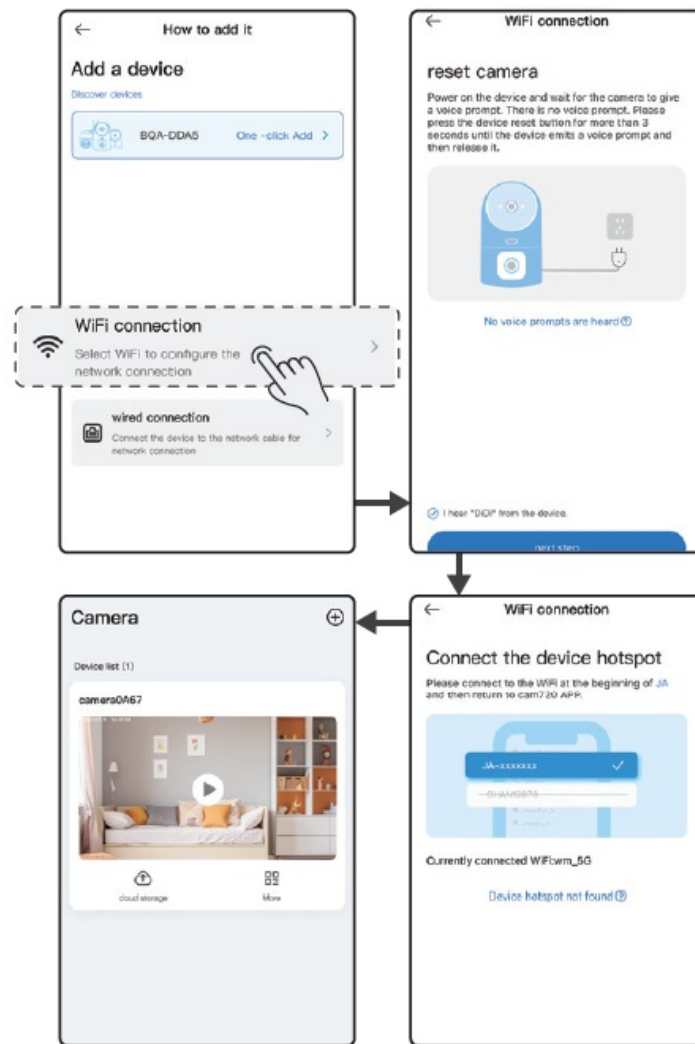 How to add it
Add a device
Discover devices
BQA-DDA5 One -click Add >
WiFi connection
Select WiFi to configure the
network connection
wired connection
Connect the device to the network cable for
network connection
WiFi connection
reset camera
Power on the device and wait for the camera to give
a voice prompt. There is no voice prompt. Please
press the device reset button for more than 3
seconds until the device emits a voice prompt and
then release it.
No voice prompts are heard?
I hear "DiDi" from the device.
next step
WiFi connection
Connect the device hotspot
Please connect to the WiFi at the beginning of JA
and then return to cam720 APP.
JA-xxxxxxx
Currently connected WiFi:wm_5G
Device hotspot not found?
Camera
Device list (1)
camera0A67
cloud storage
More